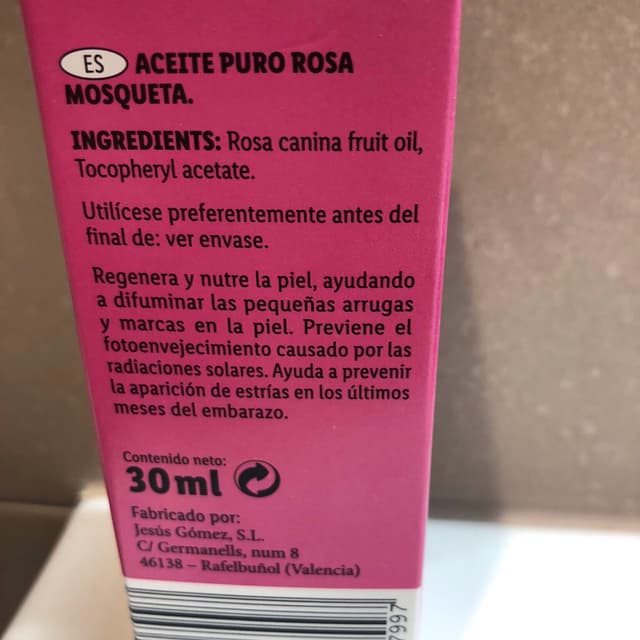 ES ACEITE PURO ROSA
MOSQUETA.
INGREDIENTS: Rosa canina fruit oil,
Tocopheryl acetate.
Utilícese preferentemente antes del
final de: ver envase.
Regenera y nutre la piel, ayudando
a difuminar las pequeñas arrugas
y marcas en la piel. Previene el
fotoenvejecimiento causado por las
radiaciones solares. Ayuda a prevenir
la aparición de estrías en los últimos
meses del embarazo.
Contenido neto:
30 ml
Fabricado por:
Jesús Gómez, S.L.
C/ Germanells, num 8
46138 – Rafelbuñol (Valencia)
7997